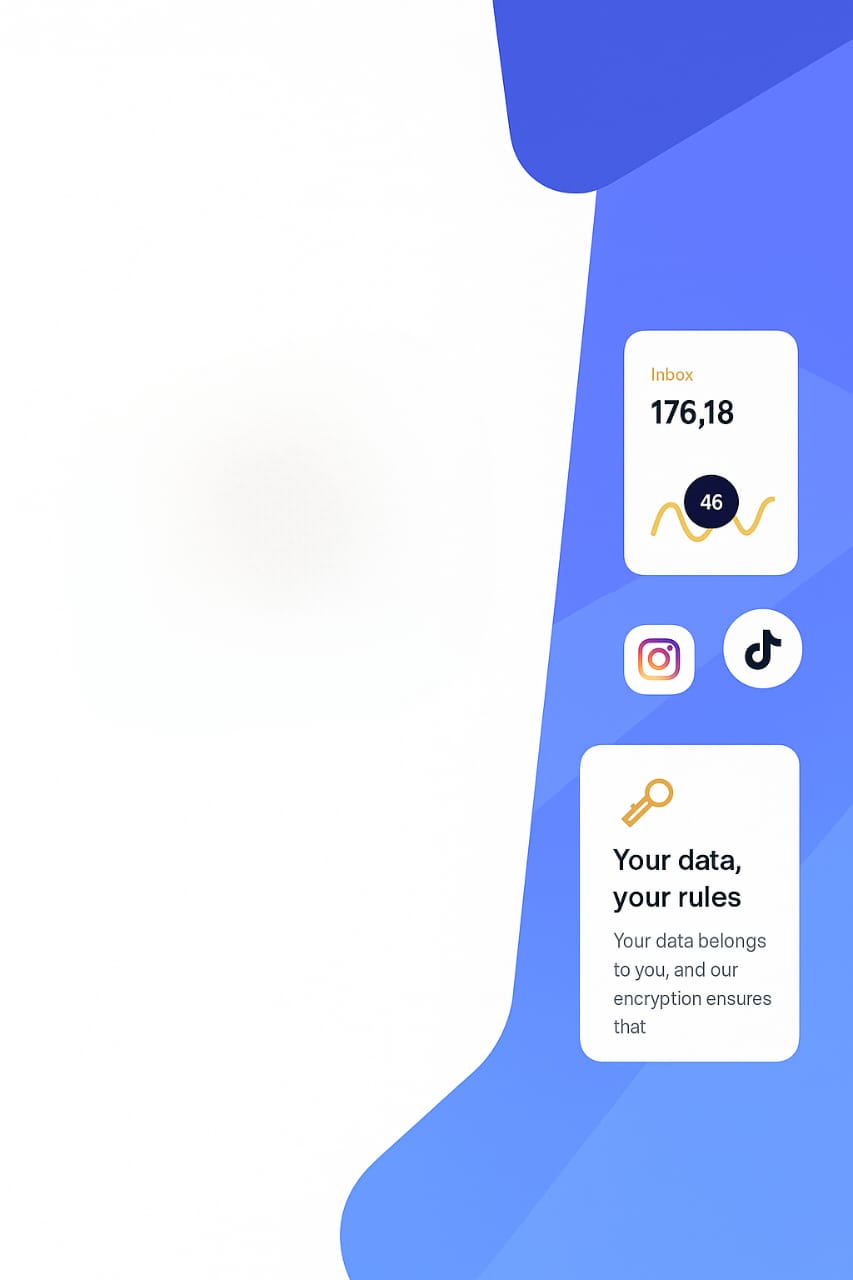 Inbox
176,18
46
Your data,
your rules
Your data belongs
to you, and our
encryption ensures
that